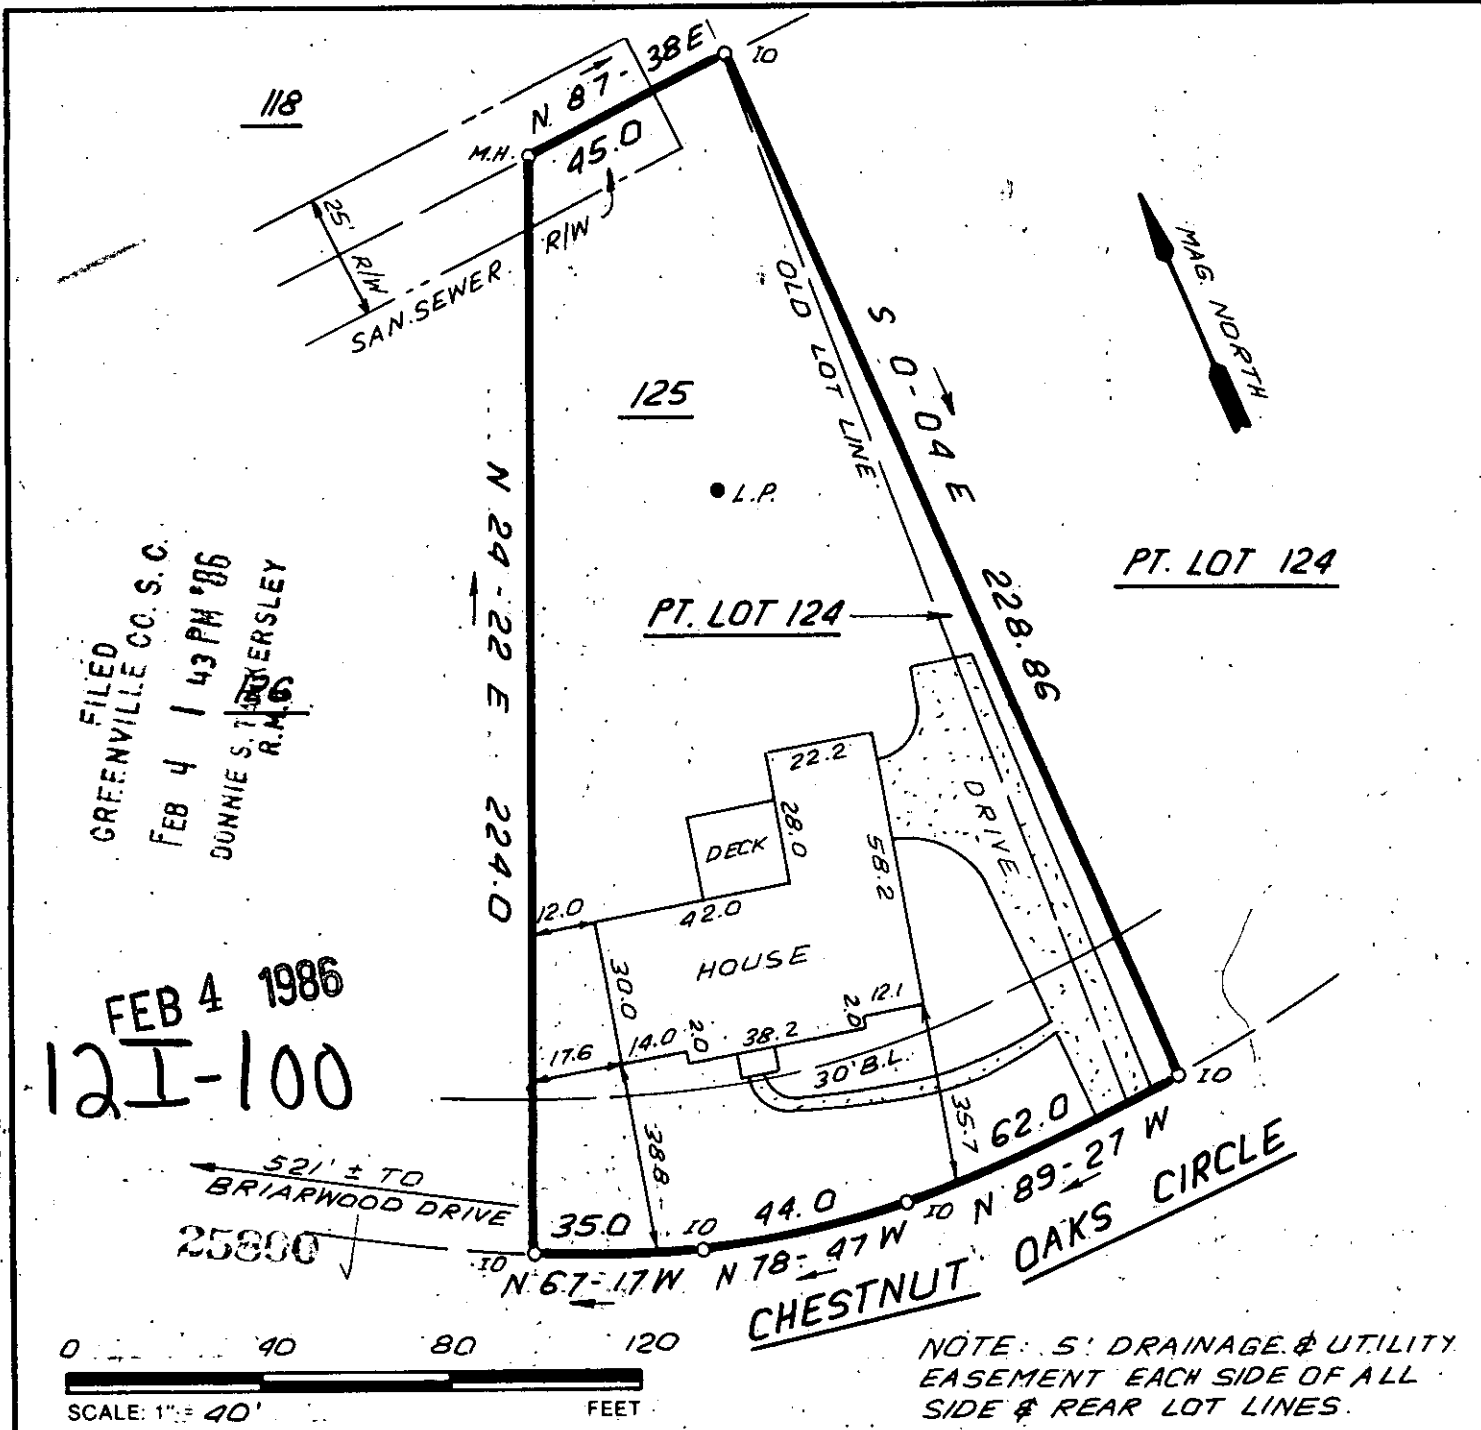 118
N. 87-38E
IO
M.H.
45.0
25' R/W
R/W
SAN. SEWER
MAG. NORTH
OLD LOT LINE
S 0-04 E
228.86
125
L.P.
N 24-22 E 224.0
PT. LOT 124
PT. LOT 124
FILED
GREENVILLE CO. S. C.
FEB 4 1 43 PM '86
DONNIE S. TANKERSLEY
R.M.C.
22.2
DECK
28.0
58.2
DRIVE
12.0
42.0
HOUSE
30.0
2.0
12.1
17.6
14.0
2.0
38.2
30' B.L.
35.7
38.8
FEB 4 1986
12I-100
521' ± TO
BRIARWOOD DRIVE
25800
IO
35.0
IO
44.0
IO
62.0
IO
N 67-17 W
N 78-47 W
N 89-27 W
CHESTNUT OAKS CIRCLE
0 40 80 120
SCALE: 1" = 40' FEET
NOTE: 5' DRAINAGE & UTILITY
EASEMENT EACH SIDE OF ALL
SIDE & REAR LOT LINES.